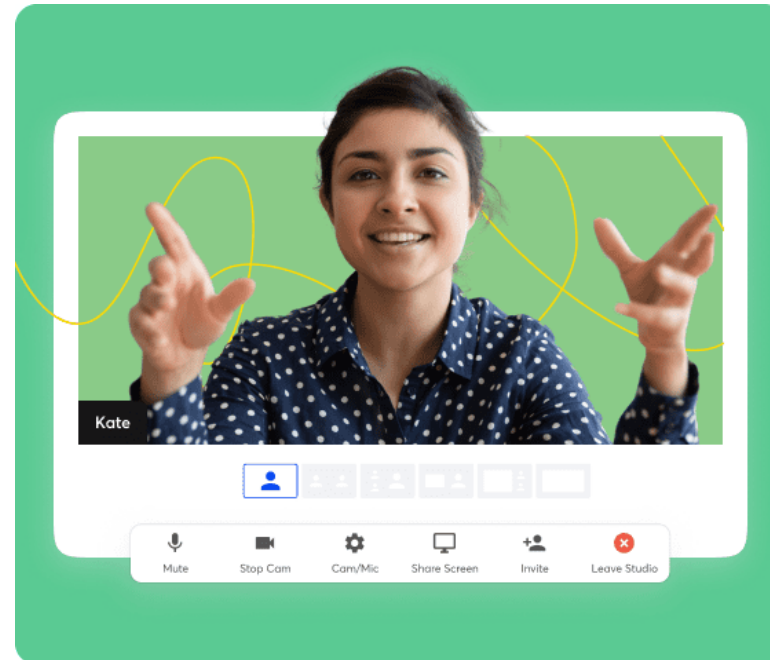 Kate
Mute
Stop Cam
Cam/Mic
Share Screen
Invite
Leave Studio